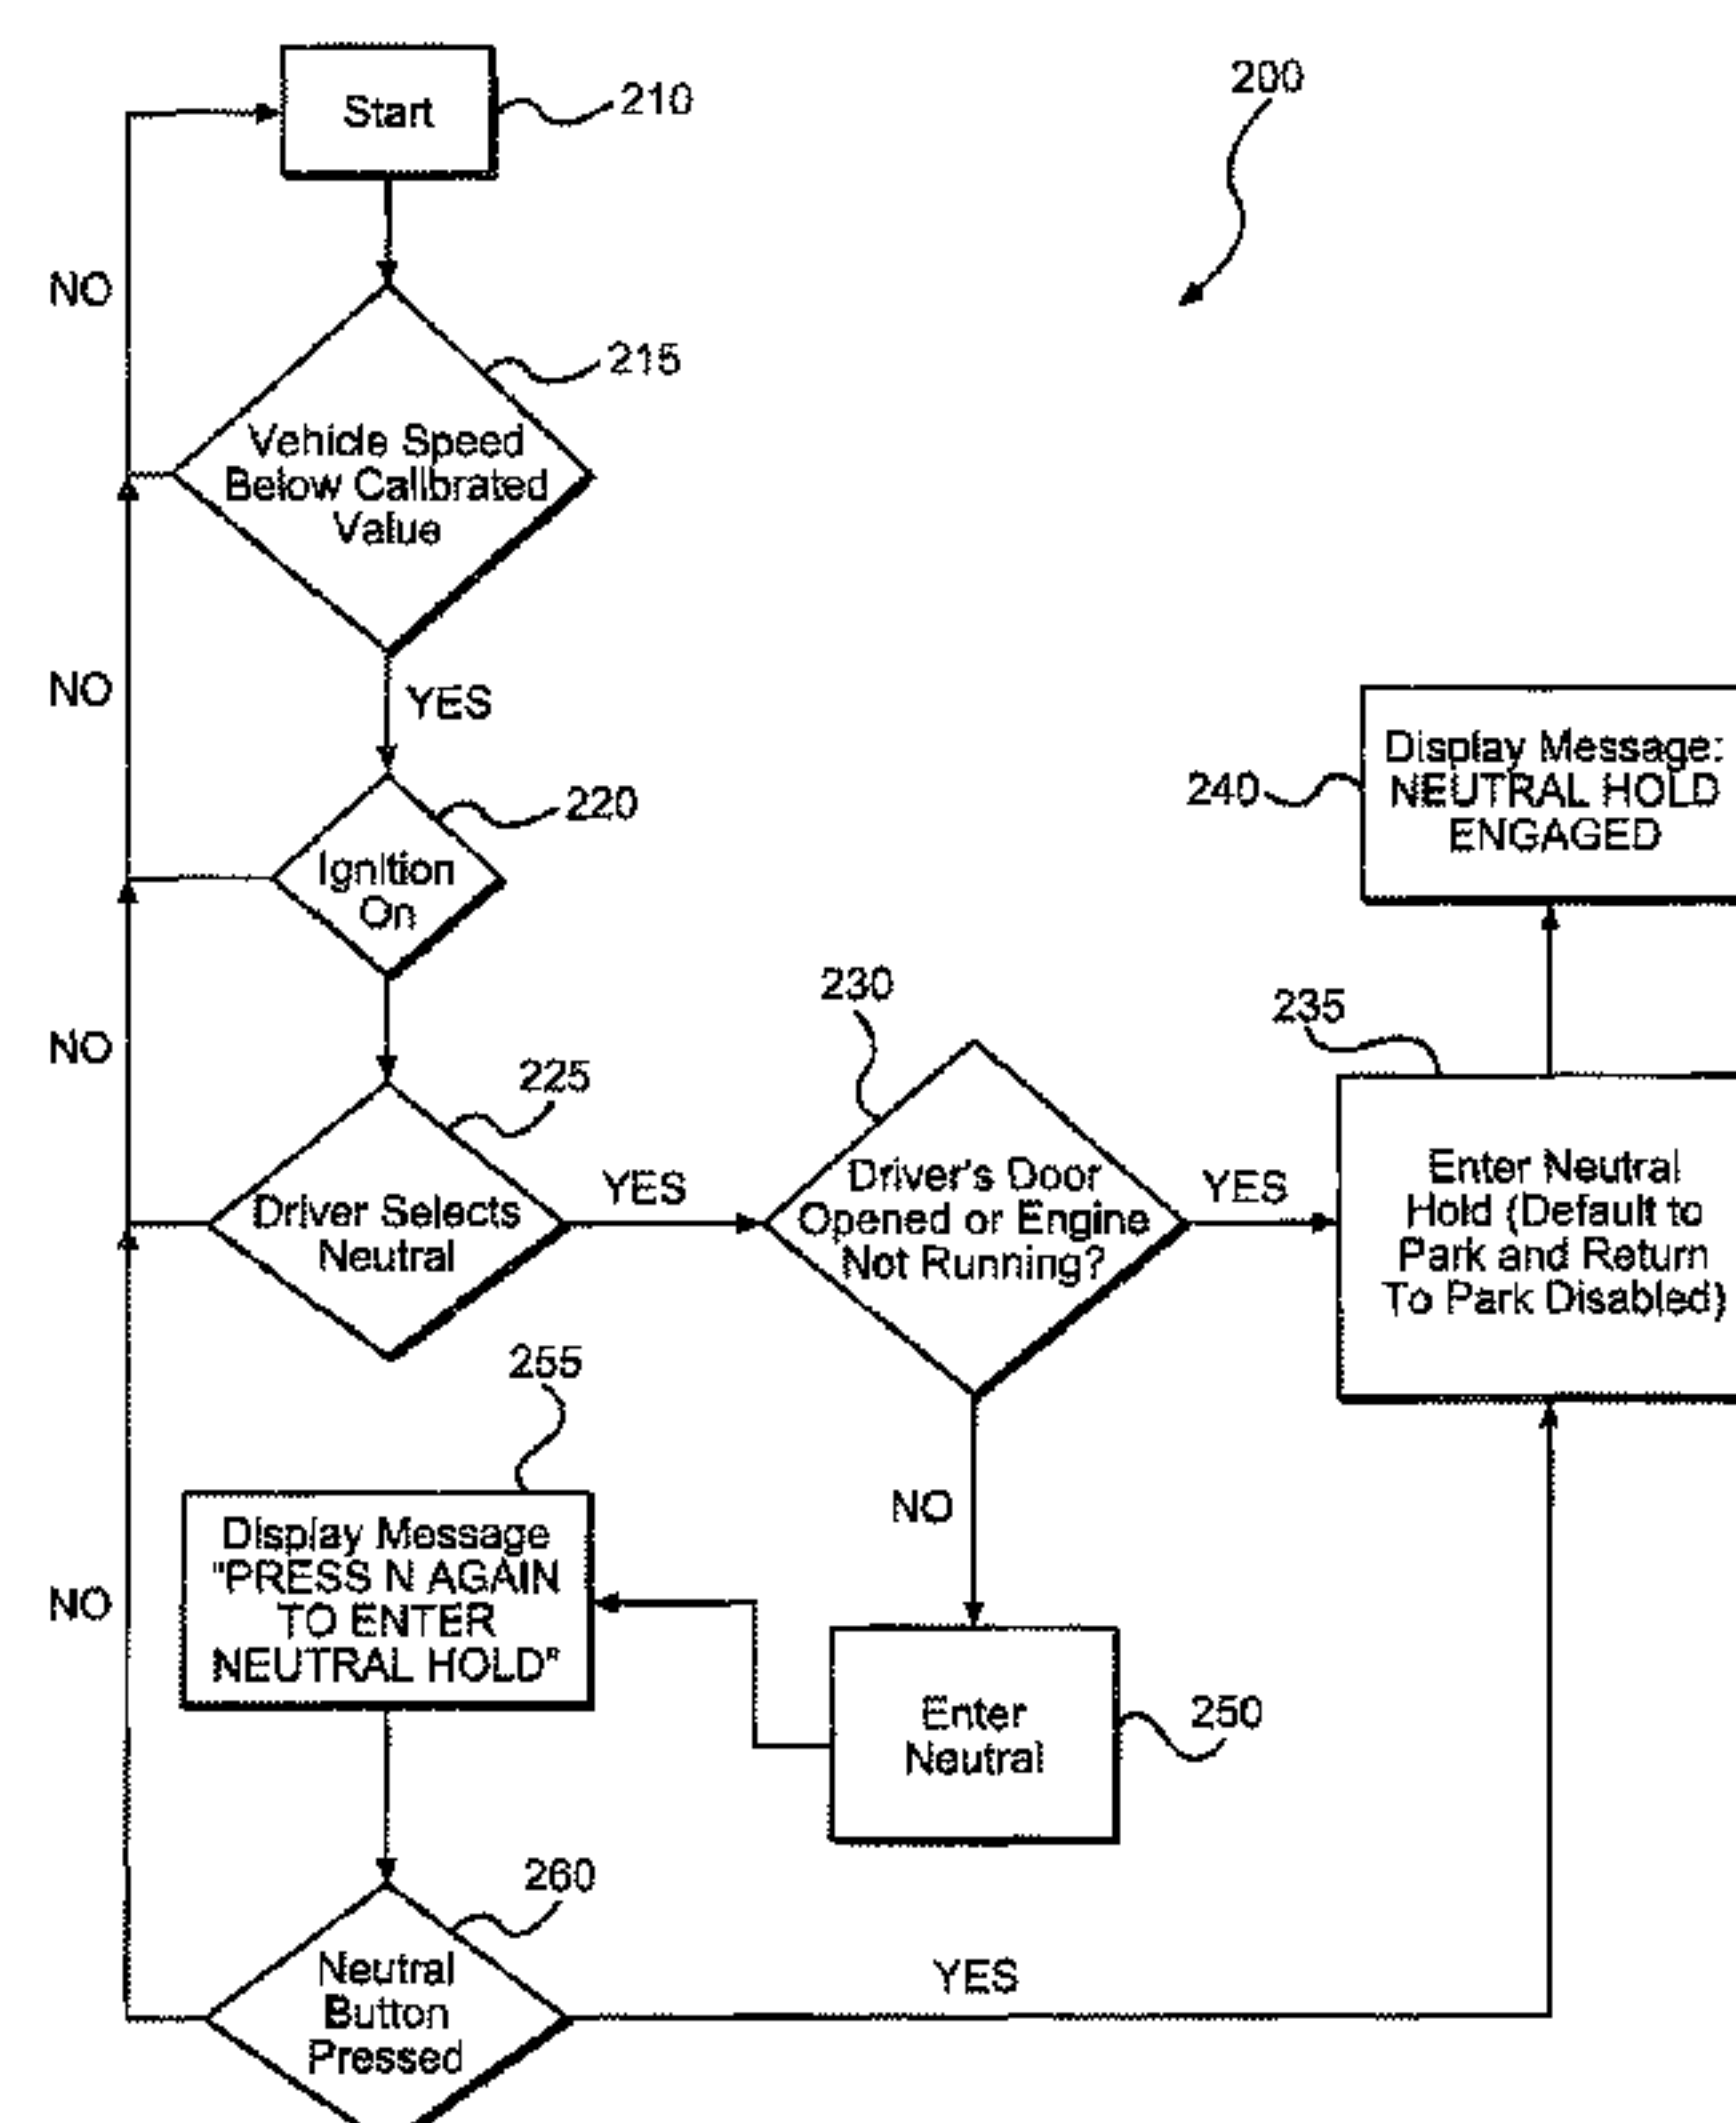 Start
210
200
NO
215
Vehicle Speed
Below Calibrated
Value
NO
YES
220
Ignition
On
Display Message:
NEUTRAL HOLD
ENGAGED
240
230
235
NO
225
Driver Selects
Neutral
YES
Driver's Door
Opened or Engine
Not Running?
YES
Enter Neutral
Hold (Default to
Park and Return
To Park Disabled)
255
NO
Display Message
"PRESS N AGAIN
TO ENTER
NEUTRAL HOLD"
NO
Enter
Neutral
250
260
Neutral
Button
Pressed
YES